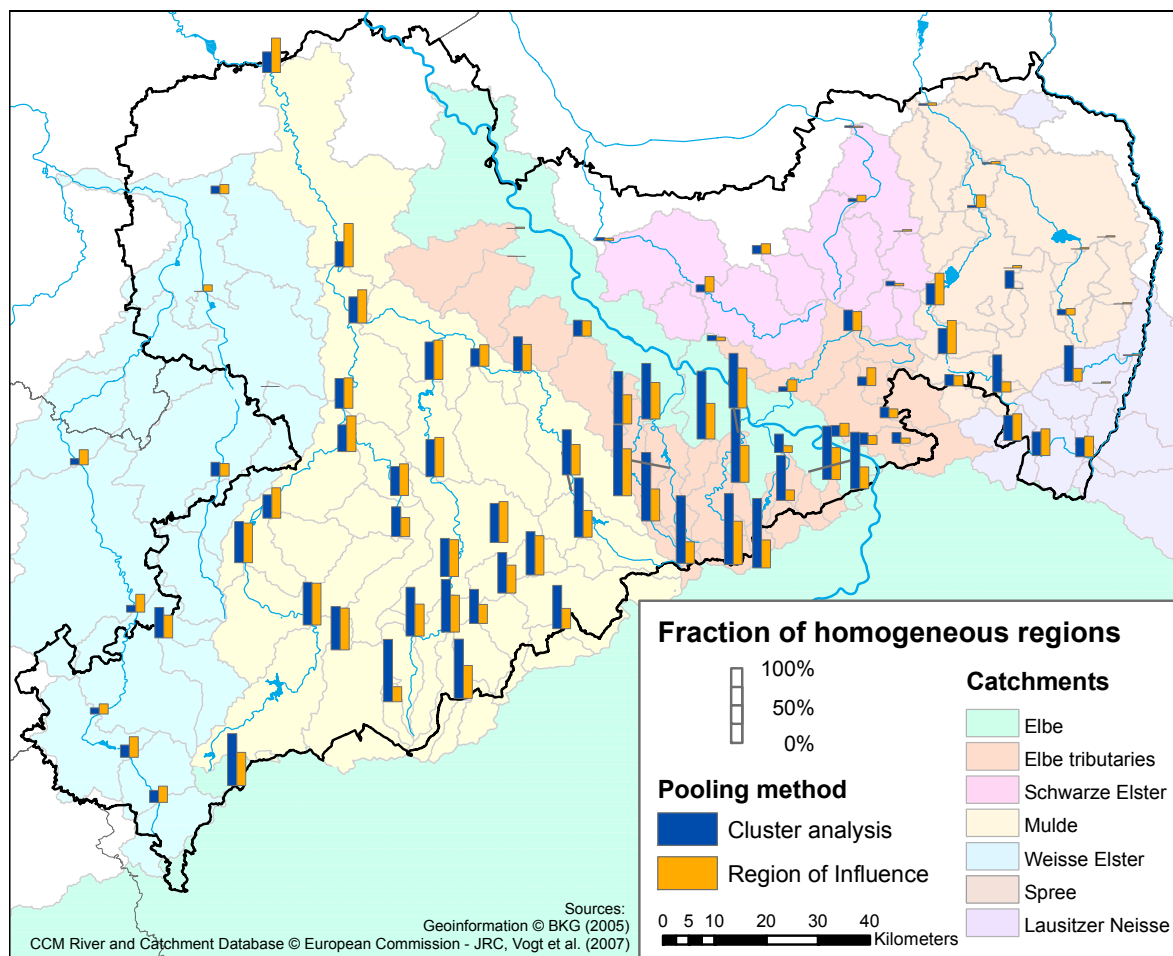 Fraction of homogeneous regions
100%
50%
0%
Pooling method
Cluster analysis
Region of Influence
0 5 10 20 30 40
Kilometers
Catchments
Elbe
Elbe tributaries
Schwarze Elster
Mulde
Weisse Elster
Spree
Lausitzer Neisse
Sources:
Geoinformation © BKG (2005)
CCM River and Catchment Database © European Commission - JRC, Vogt et al. (2007)